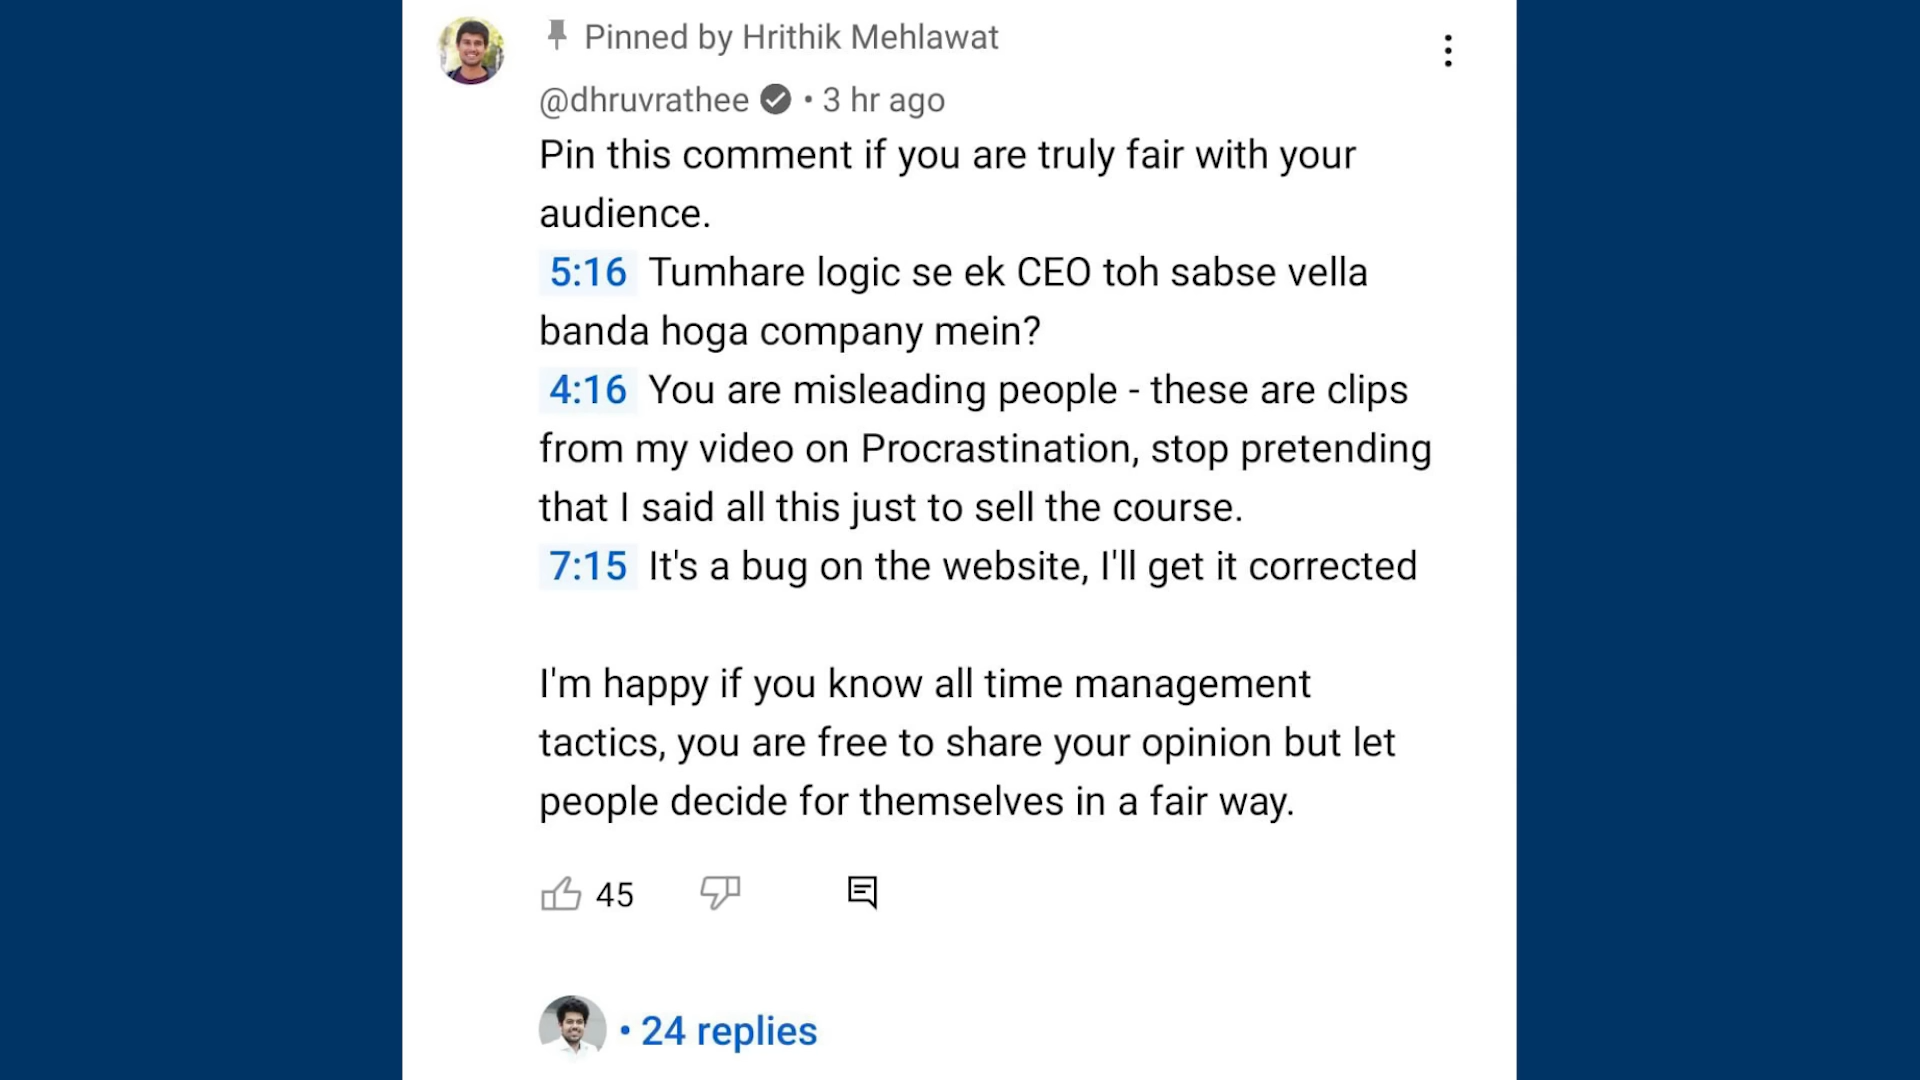 Pinned by Hrithik Mehlawat
@dhruvrathee • 3 hr ago
Pin this comment if you are truly fair with your
audience.
5:16 Tumhare logic se ek CEO toh sabse vella
banda hoga company mein?
4:16 You are misleading people - these are clips
from my video on Procrastination, stop pretending
that I said all this just to sell the course.
7:15 It's a bug on the website, I'll get it corrected
I'm happy if you know all time management
tactics, you are free to share your opinion but let
people decide for themselves in a fair way.
45
• 24 replies